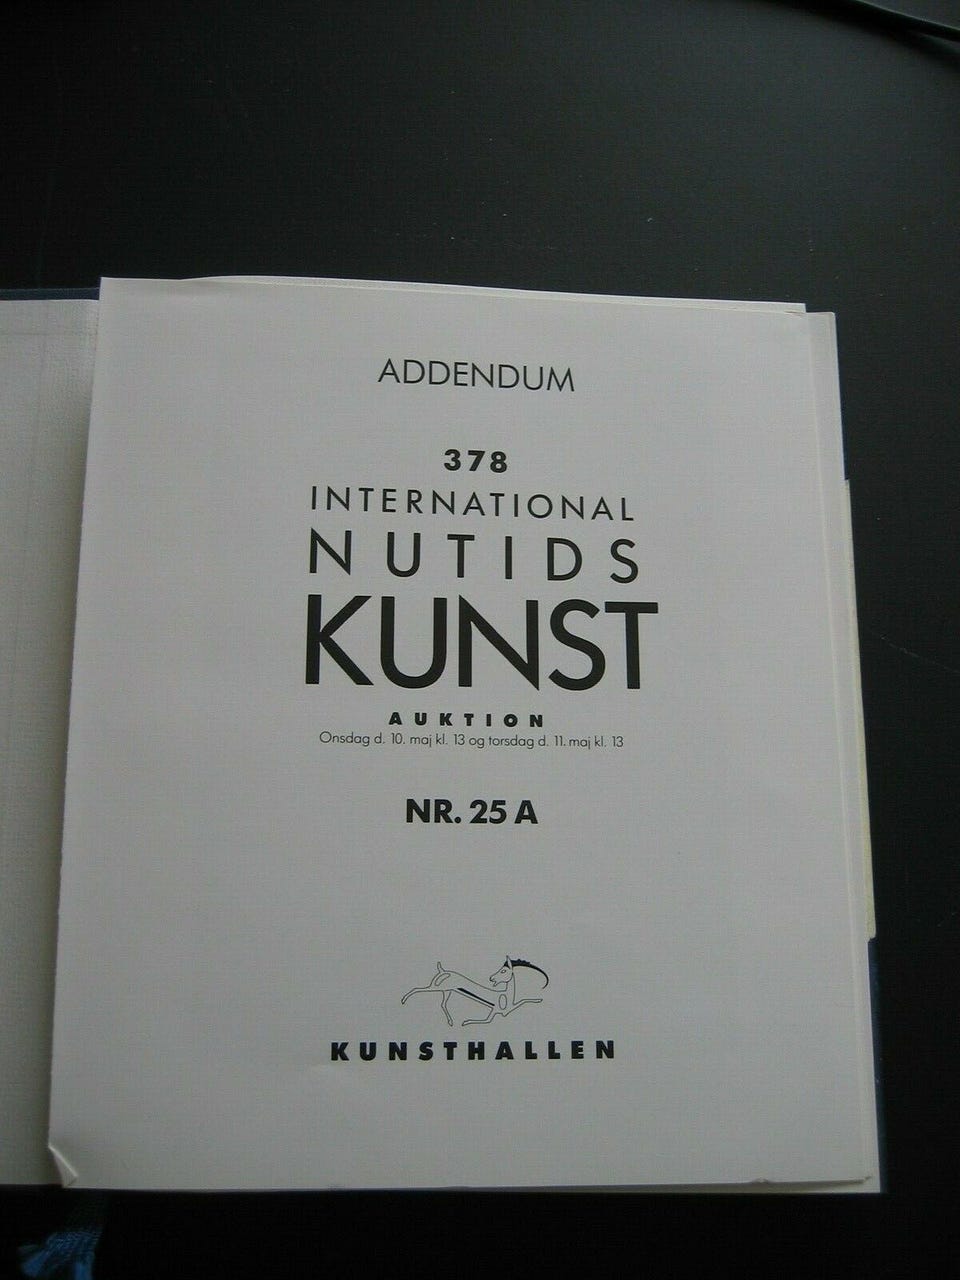 ADDENDUM
378
INTERNATIONAL
NUTIDS
KUNST
AUKTION
Onsdag d. 10. maj kl. 13 og torsdag d. 11. maj kl. 13
NR. 25 A
KUNSTHALLEN